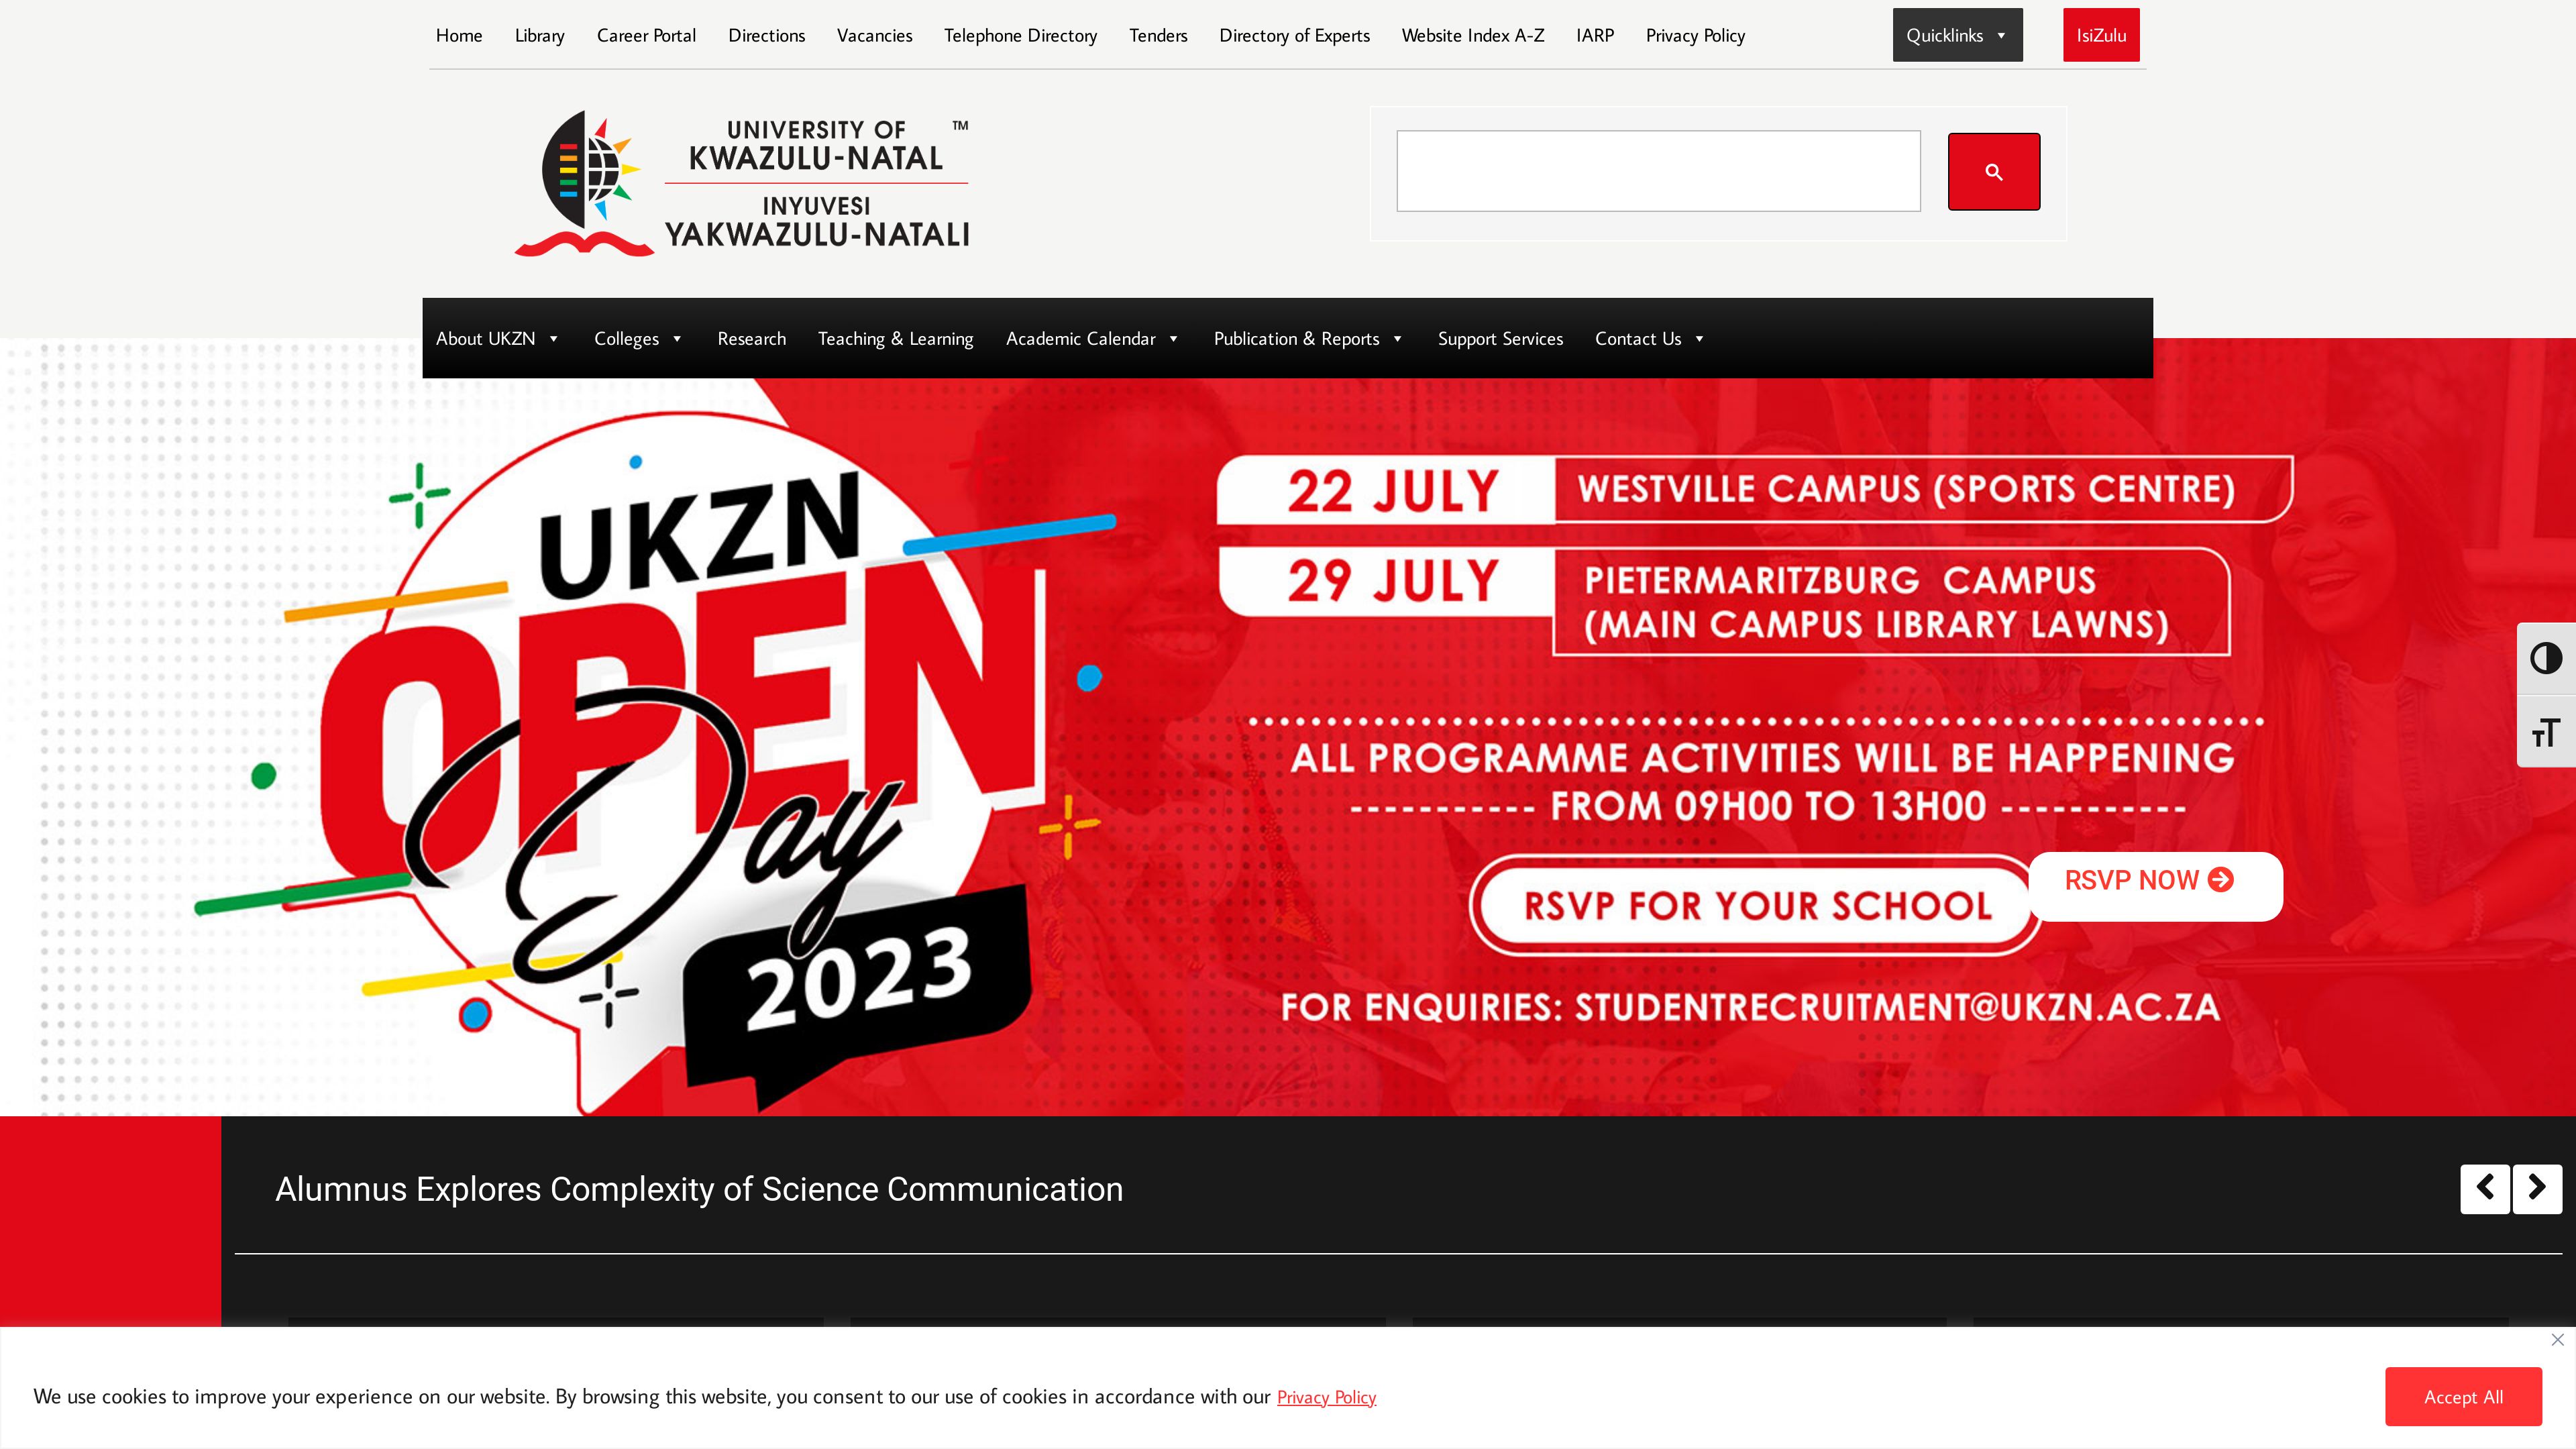 Home Library Career Portal Directions Vacancies Telephone Directory Tenders Directory of Experts Website Index A-Z IARP Privacy Policy Quicklinks IsiZulu
UNIVERSITY OF ™
KWAZULU-NATAL
INYUVESI
YAKWAZULU-NATALI
About UKZN Colleges Research Teaching & Learning Academic Calendar Publication & Reports Support Services Contact Us
UKZN
OPEN
Day
2023
22 JULY WESTVILLE CAMPUS (SPORTS CENTRE)
29 JULY PIETERMARITZBURG CAMPUS
(MAIN CAMPUS LIBRARY LAWNS)
ALL PROGRAMME ACTIVITIES WILL BE HAPPENING
----------- FROM 09H00 TO 13H00 -----------
RSVP FOR YOUR SCHOOL
RSVP NOW
FOR ENQUIRIES: STUDENTRECRUITMENT@UKZN.AC.ZA
Alumnus Explores Complexity of Science Communication
We use cookies to improve your experience on our website. By browsing this website, you consent to our use of cookies in accordance with our Privacy Policy
Accept All